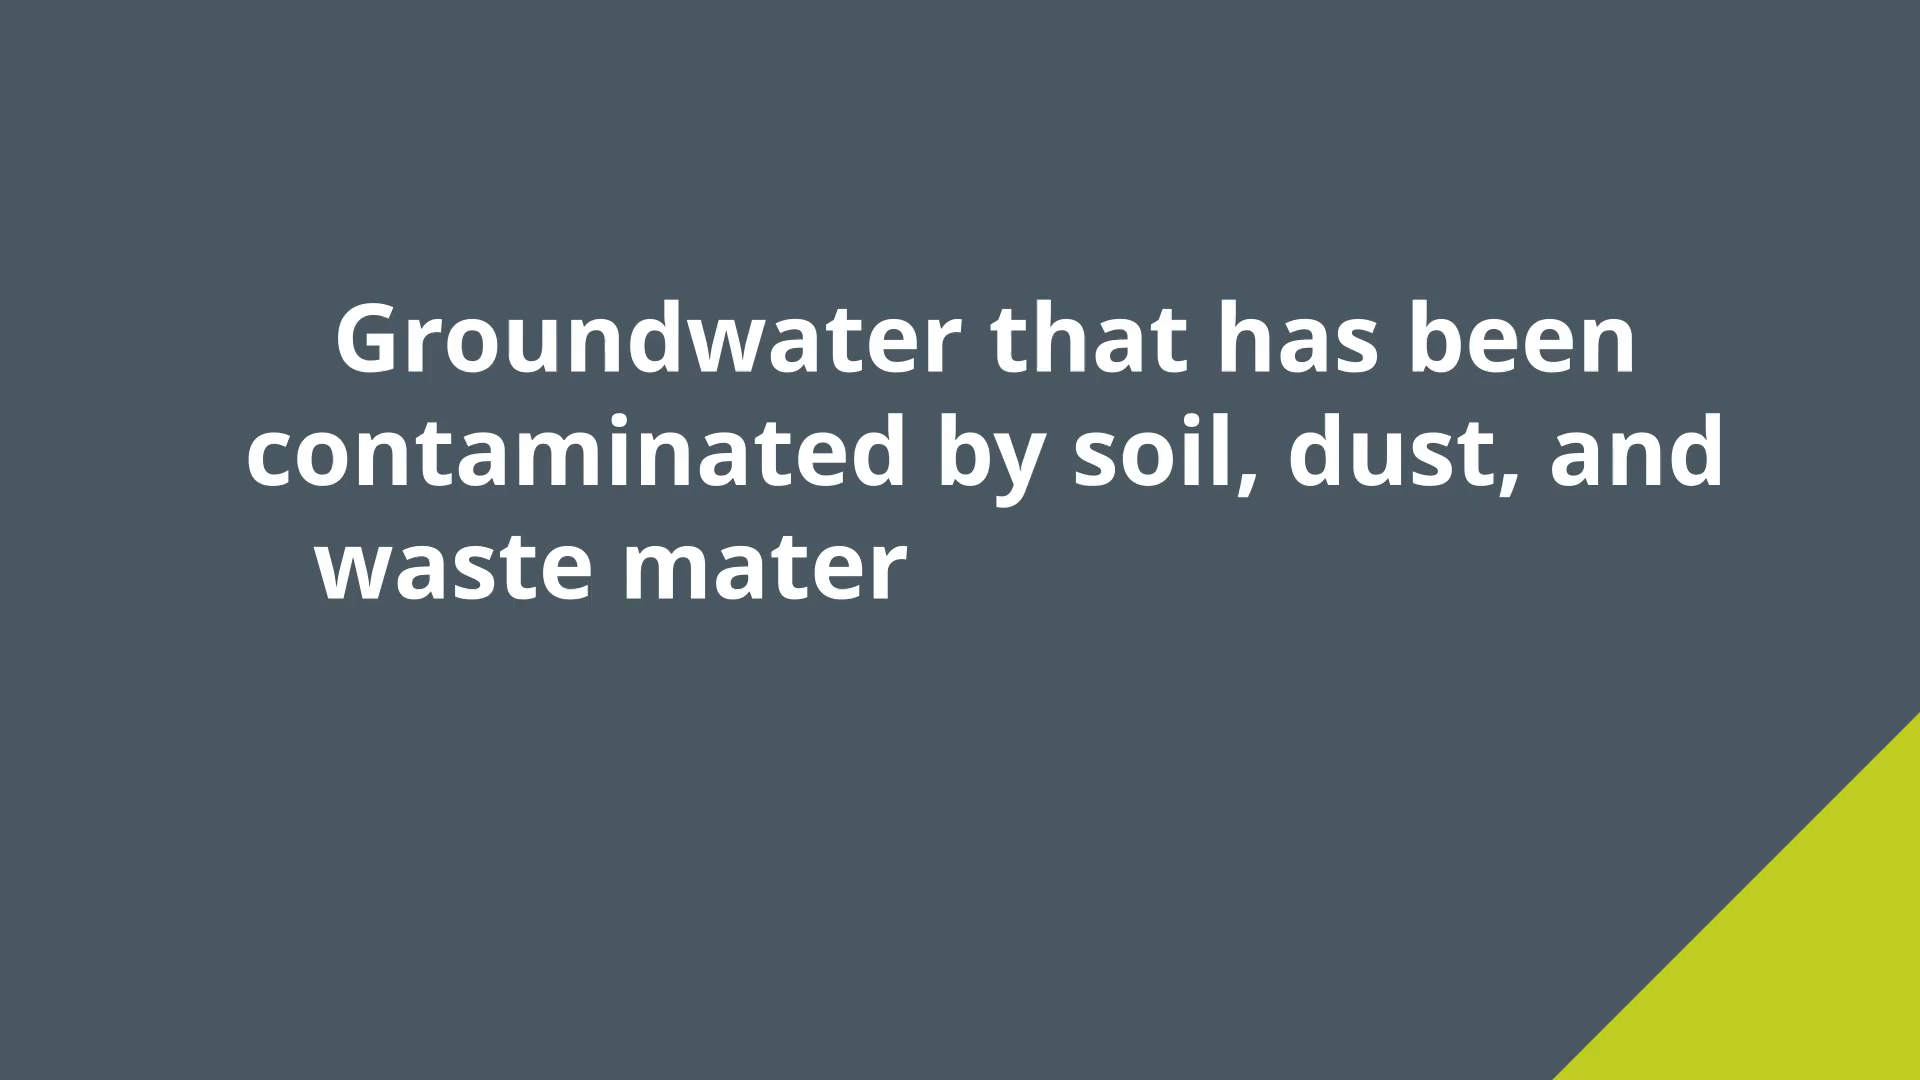 Groundwater that has been
contaminated by soil, dust, and
waste mater